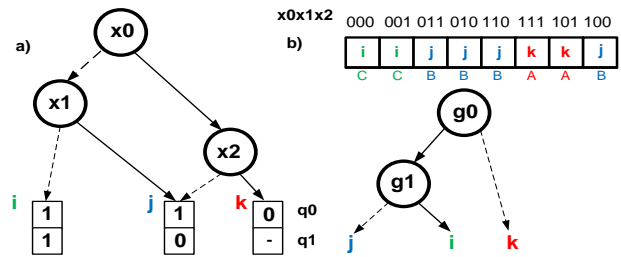 a)
x0
x1
x2
i
j
k
1
1
1
0
0
-
q0
q1
x0x1x2 000 001 011 010 110 111 101 100
b)
i i j j j k k j
C C B B B A A B
g0
g1
j i k